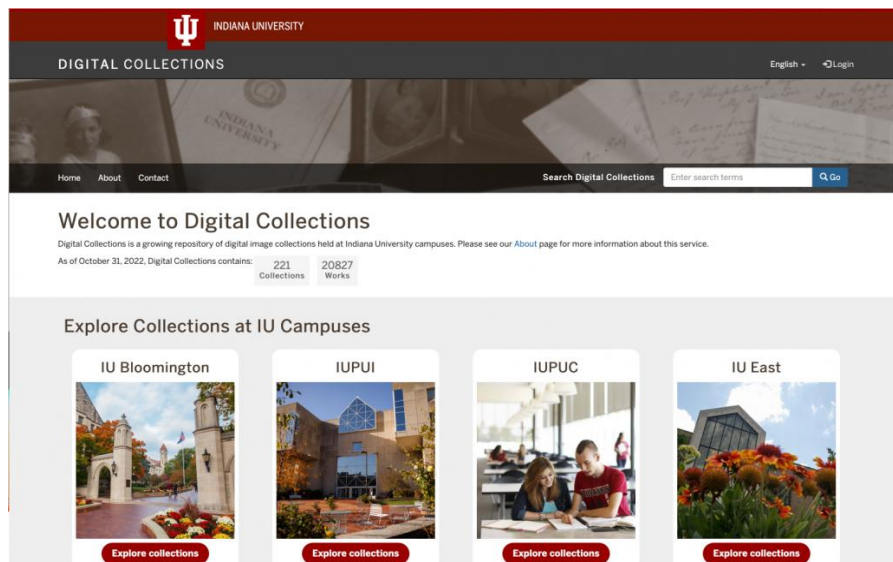 INDIANA UNIVERSITY
DIGITAL COLLECTIONS
English
Login
INDIANA
UNIVERSITY
Home About Contact
Search Digital Collections Enter search terms Go
Welcome to Digital Collections
Digital Collections is a growing repository of digital image collections held at Indiana University campuses. Please see our About page for more information about this service.
As of October 31, 2022, Digital Collections contains: 221 Collections 20827 Works
Explore Collections at IU Campuses
IU Bloomington IUPUI IUPUC IU East
Explore collections Explore collections Explore collections Explore collections